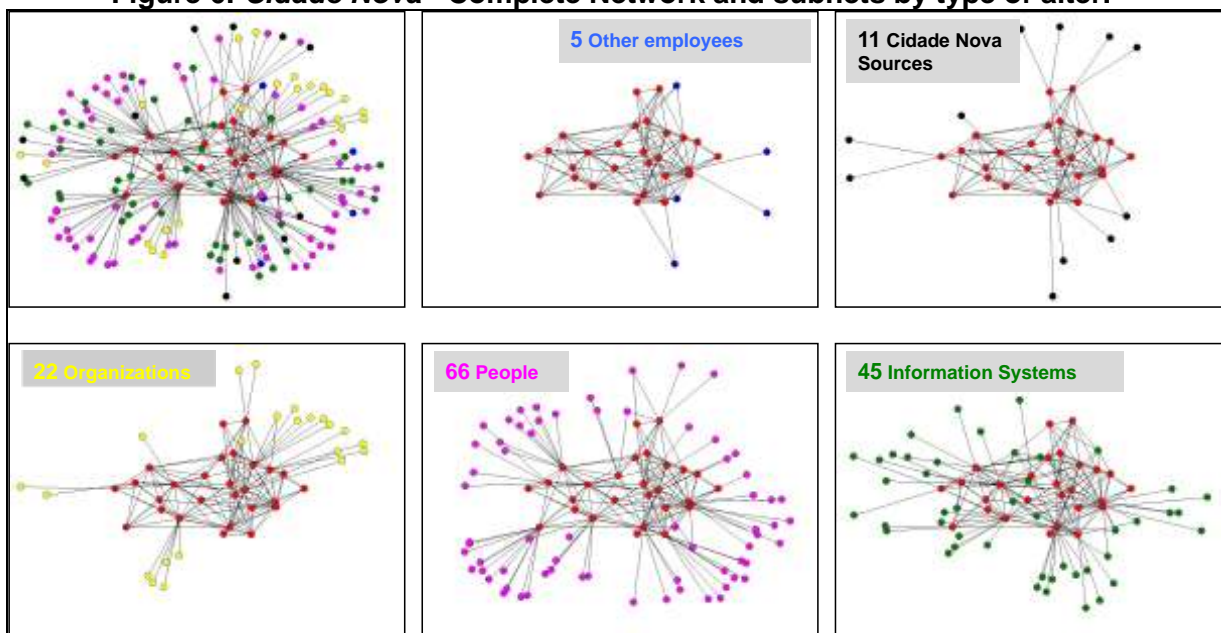 Figure Cidade Nova - Complete Network and subnets by type of alter.
5 Other employees
11 Cidade Nova
Sources
22 Organizations
66 People
45 Information Systems